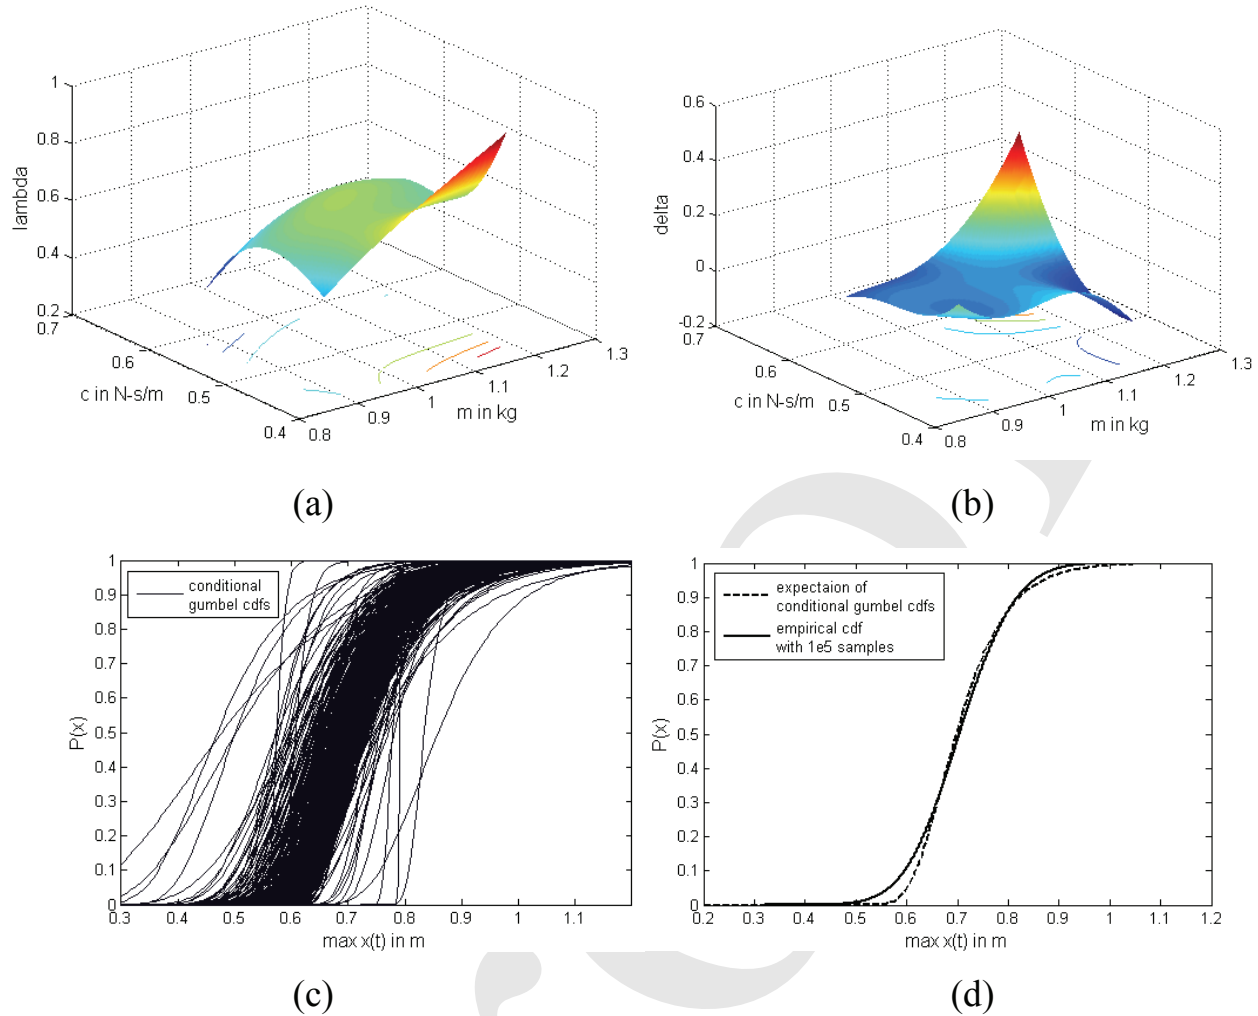 1
0.8
0.6
0.4
0.2
lambda
0.7
0.6
0.5
0.4
c in N-s/m
0.8
0.9
1
1.1
1.2
1.3
m in kg
(a)
0.6
0.4
0.2
0
-0.2
delta
0.7
0.6
0.5
0.4
c in N-s/m
0.8
0.9
1
1.1
1.2
1.3
m in kg
(b)
1
0.9
0.8
0.7
0.6
0.5
0.4
0.3
0.2
0.1
0
P(x)
conditional
gumbel cdfs
0.3 0.4 0.5 0.6 0.7 0.8 0.9 1 1.1
max x(t) in m
(c)
1
0.9
0.8
0.7
0.6
0.5
0.4
0.3
0.2
0.1
0
P(x)
expectaion of
conditional gumbel cdfs
empirical cdf
with 1e5 samples
0.2 0.3 0.4 0.5 0.6 0.7 0.8 0.9 1 1.1 1.2
max x(t) in m
(d)